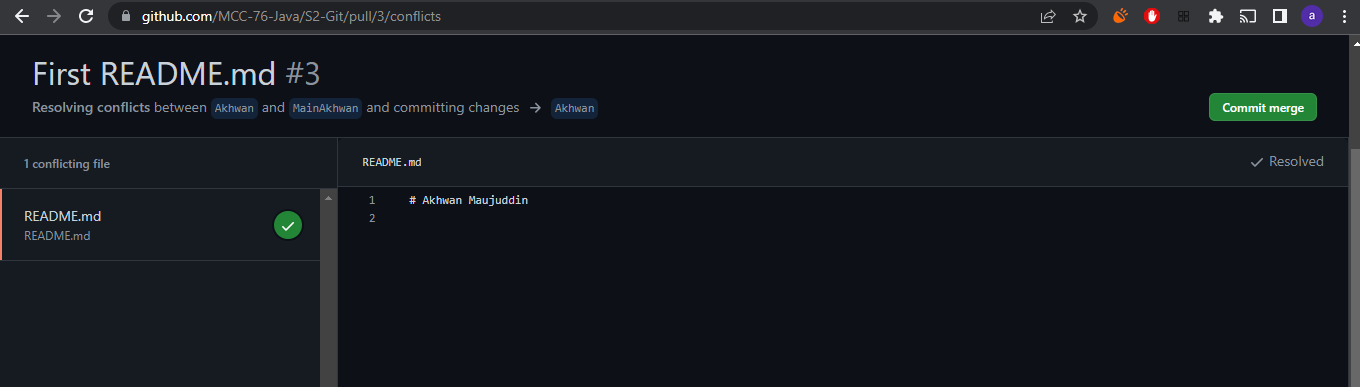 github.com/MCC-76-Java/S2-Git/pull/3/conflicts
a
First README.md #3
Resolving conflicts between Akhwan and MainAkhwan and committing changes → Akhwan
Commit merge
1 conflicting file
README.md
Resolved
README.md
README.md
1 # Akhwan Maujuddin
2